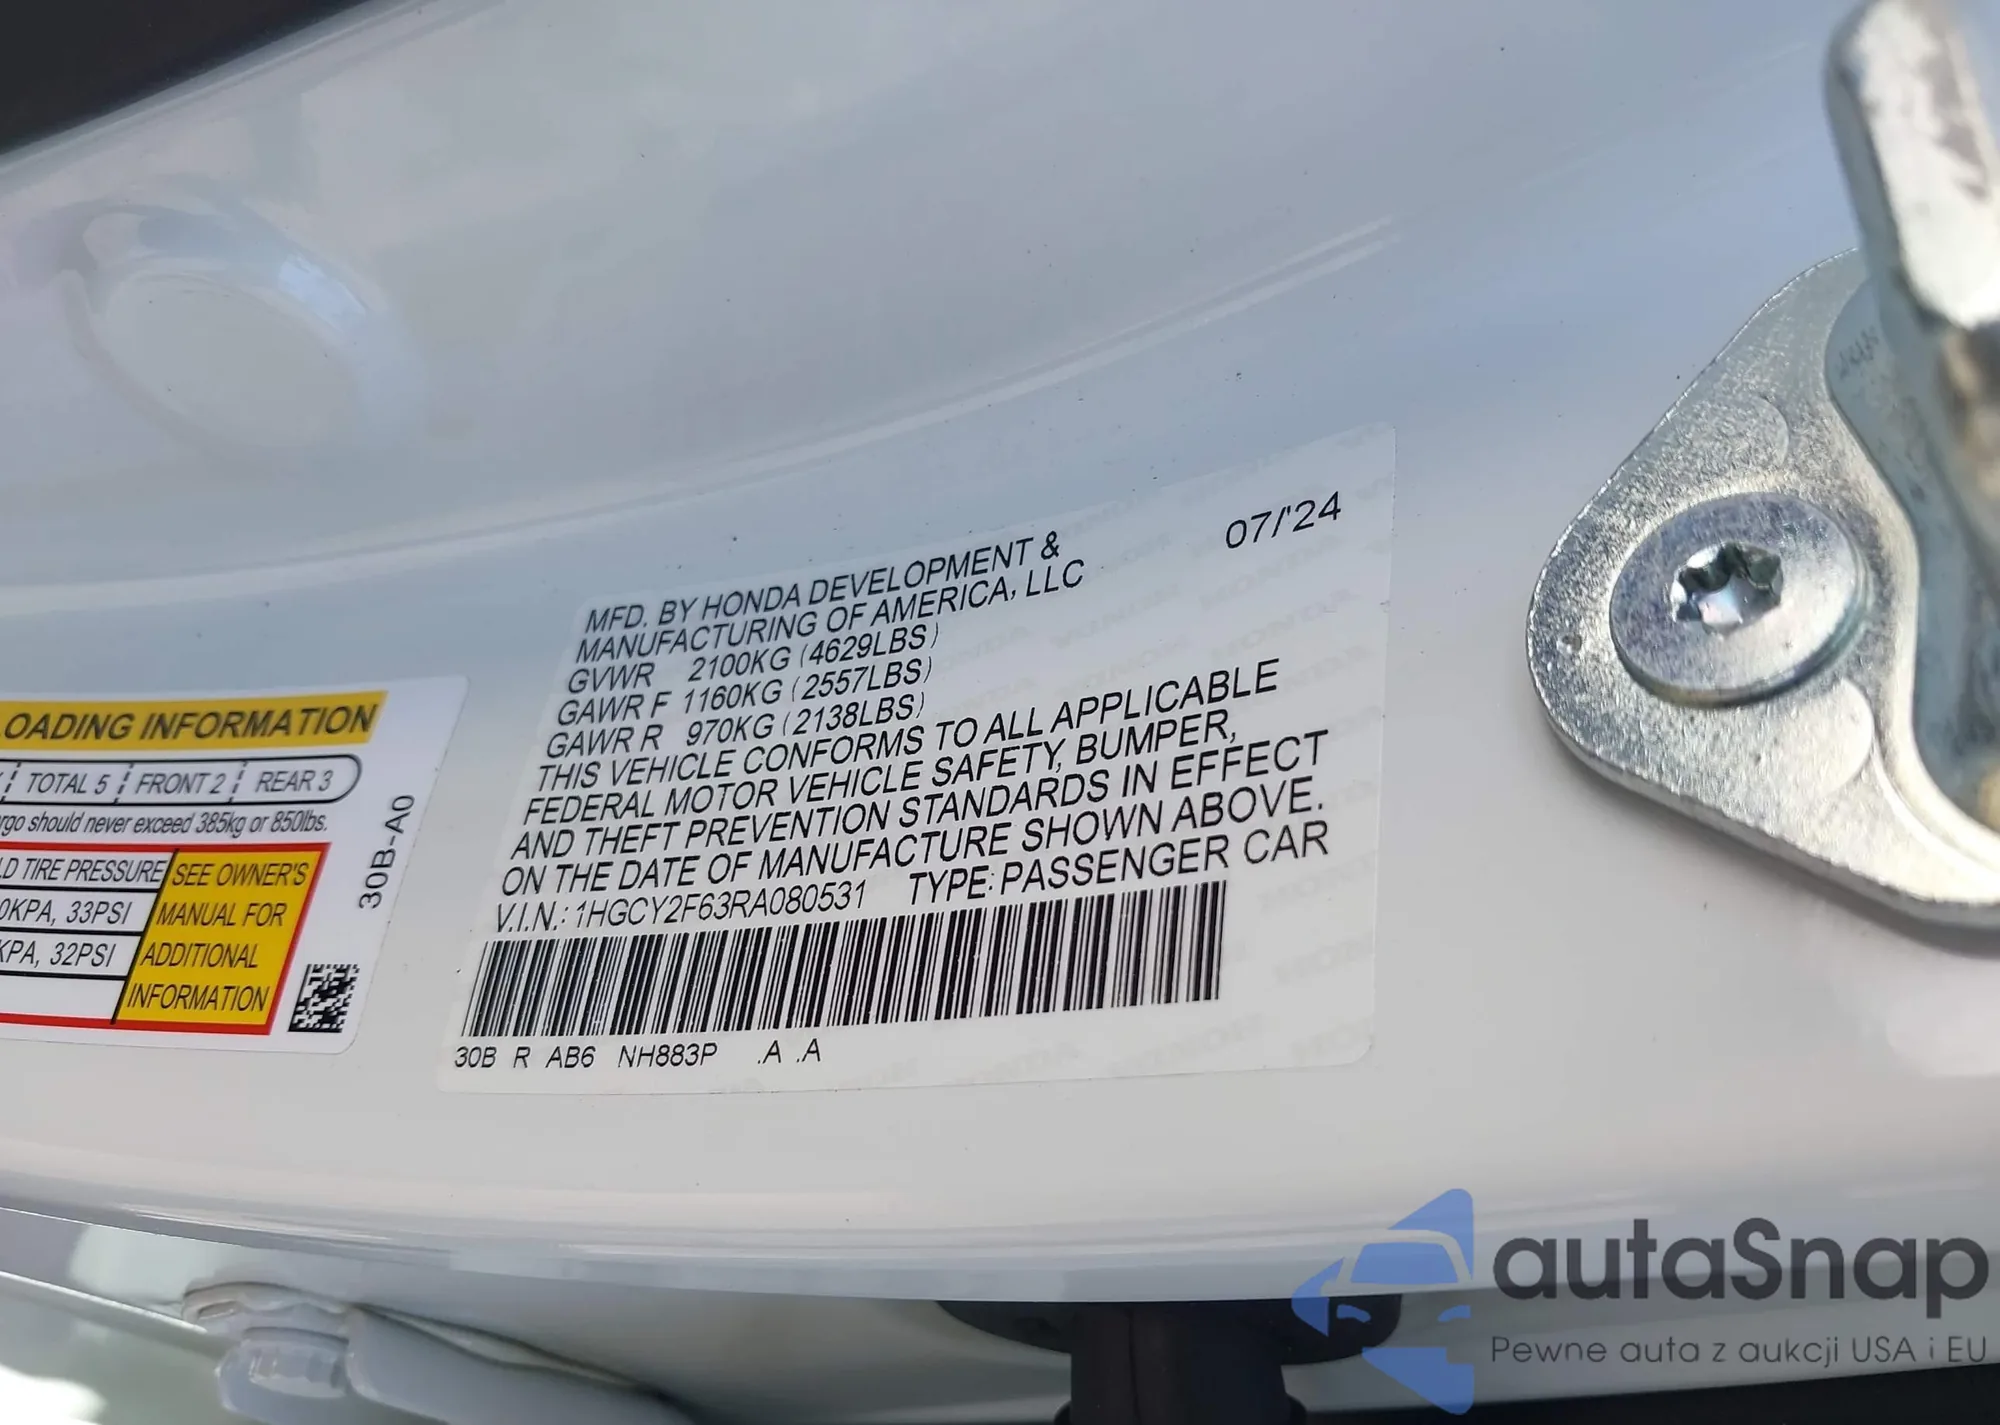 07/'24
MFD. BY HONDA DEVELOPMENT &
MANUFACTURING OF AMERICA, LLC
GVWR 2100KG (4629LBS)
GAWR F 1160KG (2557LBS)
GAWR R 970KG (2138LBS)
THIS VEHICLE CONFORMS TO ALL APPLICABLE
FEDERAL MOTOR VEHICLE SAFETY, BUMPER,
AND THEFT PREVENTION STANDARDS IN EFFECT
ON THE DATE OF MANUFACTURE SHOWN ABOVE.
V.I.N.: 1HGCY2F63RA080531 TYPE: PASSENGER CAR
30B R AB6 NH883P .A .A
OADING INFORMATION
TOTAL 5 FRONT 2 REAR 3
rgo should never exceed 385kg or 850lbs.
LD TIRE PRESSURE
0KPA, 33PSI
KPA, 32PSI
SEE OWNER'S
MANUAL FOR
ADDITIONAL
INFORMATION
30B-A0
autaSnap
Pewne auta z aukcji USA i EU